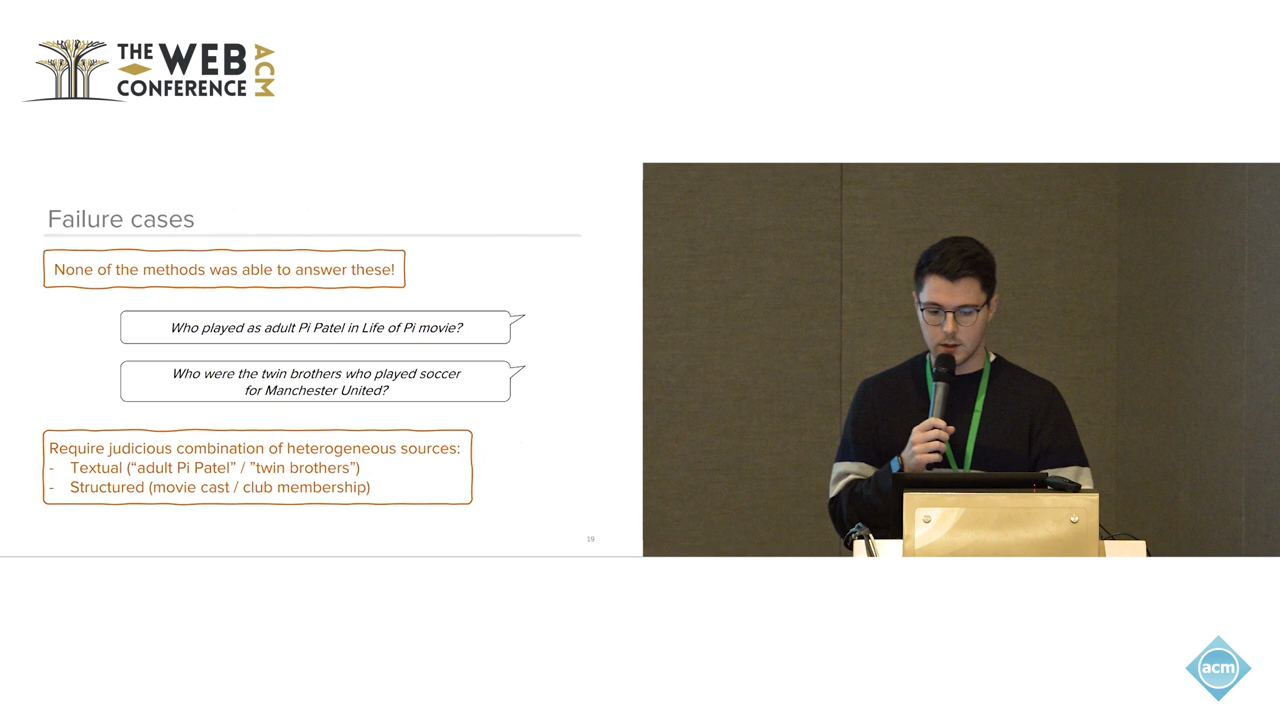 THE WEB
CONFERENCE
ACM
Failure cases
None of the methods was able to answer these!
Who played as adult Pi Patel in Life of Pi movie?
Who were the twin brothers who played soccer
for Manchester United?
Require judicious combination of heterogeneous sources:
- Textual (“adult Pi Patel” / ”twin brothers”)
- Structured (movie cast / club membership)
19
acm